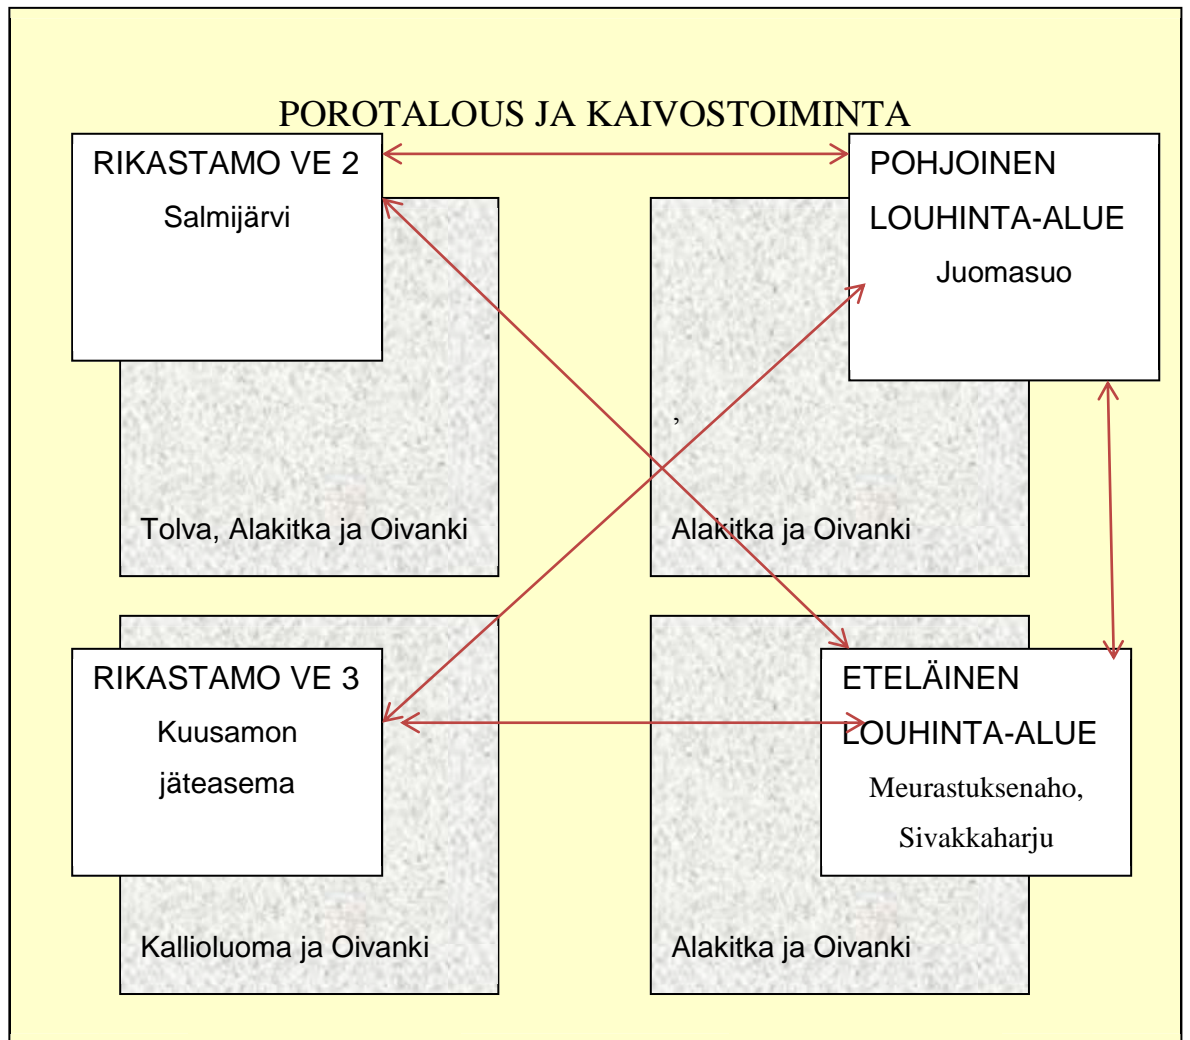 POROTALOUS JA KAIVOSTOIMINTA
RIKASTAMO VE 2
Salmijärvi
Tolva, Alakitka ja Oivanki
POHJOINEN
LOUHINTA-ALUE
Juomasuo
,
Alakitka ja Oivanki
RIKASTAMO VE 3
Kuusamon
jäteasema
Kallioluoma ja Oivanki
ETELÄINEN
LOUHINTA-ALUE
Meurastuksenaho,
Sivakkaharju
Alakitka ja Oivanki